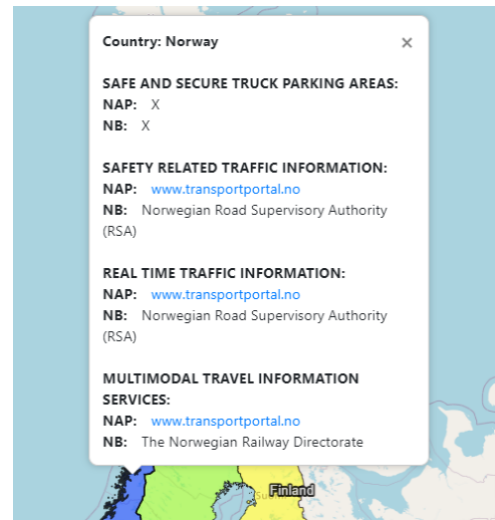 Country: Norway ×
SAFE AND SECURE TRUCK PARKING AREAS:
NAP: X
NB: X
SAFETY RELATED TRAFFIC INFORMATION:
NAP: www.transportportal.no
NB: Norwegian Road Supervisory Authority
(RSA)
REAL TIME TRAFFIC INFORMATION:
NAP: www.transportportal.no
NB: Norwegian Road Supervisory Authority
(RSA)
MULTIMODAL TRAVEL INFORMATION
SERVICES:
NAP: www.transportportal.no
NB: The Norwegian Railway Directorate
Finland